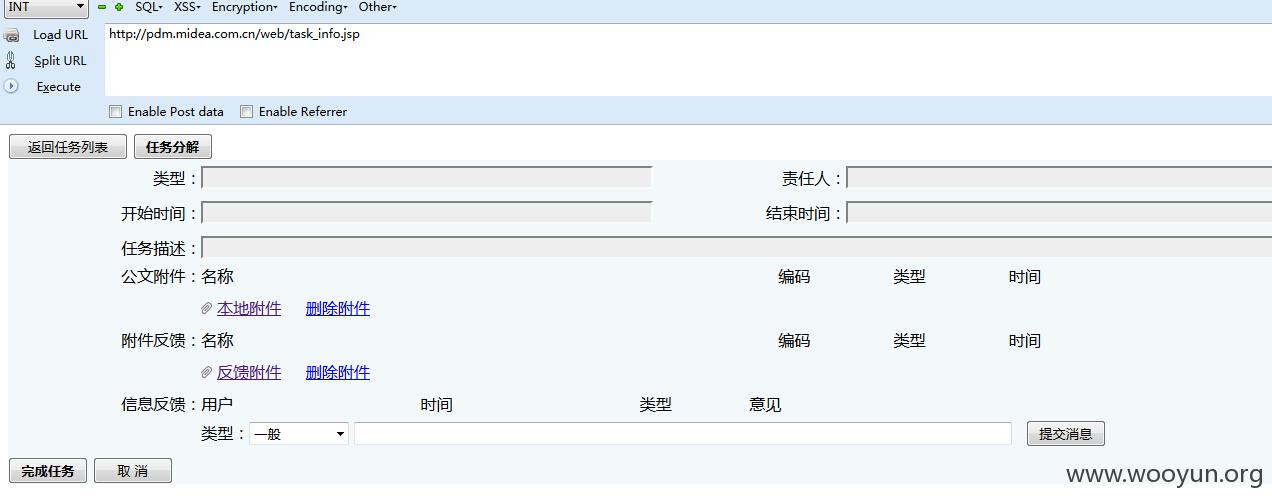 INT SQL XSS Encryption Encoding Other
Load URL http://pdm.midea.com.cn/web/task_info.jsp
Split URL
Execute
Enable Post data Enable Referrer
返回任务列表 任务分解
类型： 责任人：
开始时间： 结束时间：
任务描述：
公文附件：名称 编码 类型 时间
本地附件 删除附件
附件反馈：名称 编码 类型 时间
反馈附件 删除附件
信息反馈：用户 时间 类型 意见
类型：一般 提交消息
完成任务 取 消
www.wooyun.org